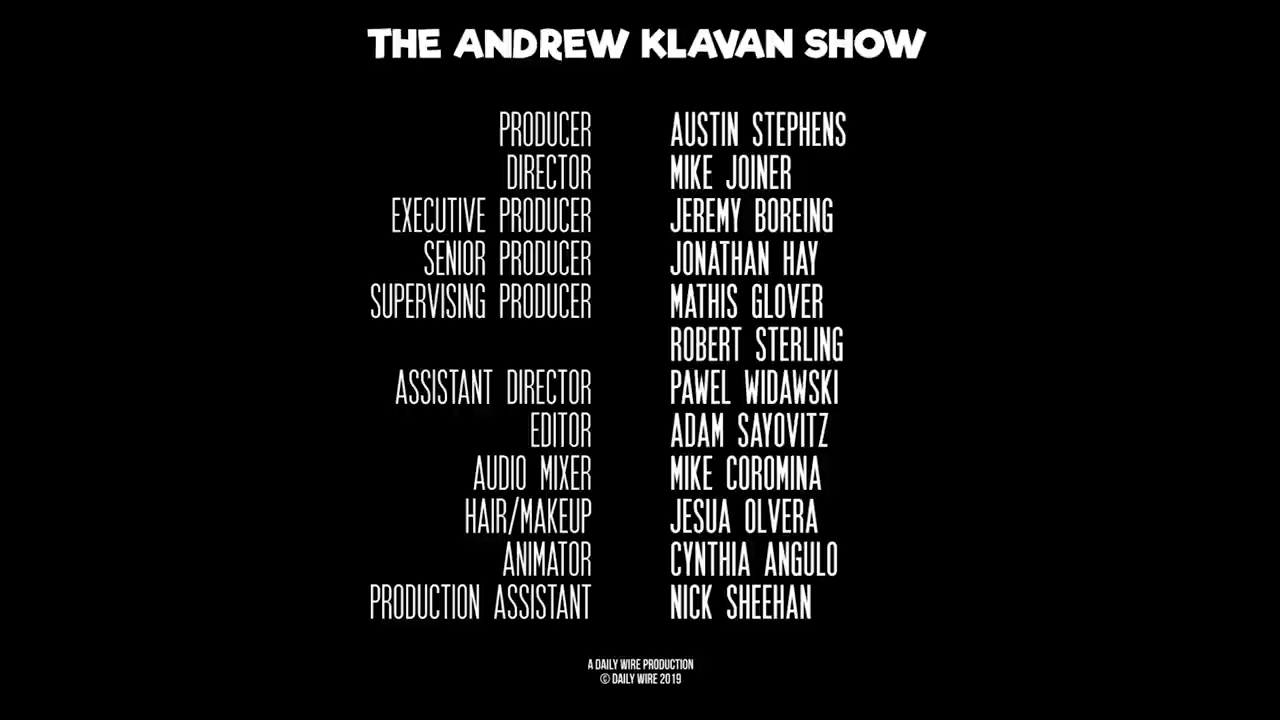 THE ANDREW KLAVAN SHOW
PRODUCER AUSTIN STEPHENS
DIRECTOR MIKE JOINER
EXECUTIVE PRODUCER JEREMY BOREING
SENIOR PRODUCER JONATHAN HAY
SUPERVISING PRODUCER MATHIS GLOVER
ROBERT STERLING
ASSISTANT DIRECTOR PAWEL WIDAWSKI
EDITOR ADAM SAYOVITZ
AUDIO MIXER MIKE COROMINA
HAIR/MAKEUP JESUA OLVERA
ANIMATOR CYNTHIA ANGULO
PRODUCTION ASSISTANT NICK SHEEHAN
A DAILY WIRE PRODUCTION
© DAILY WIRE 2019